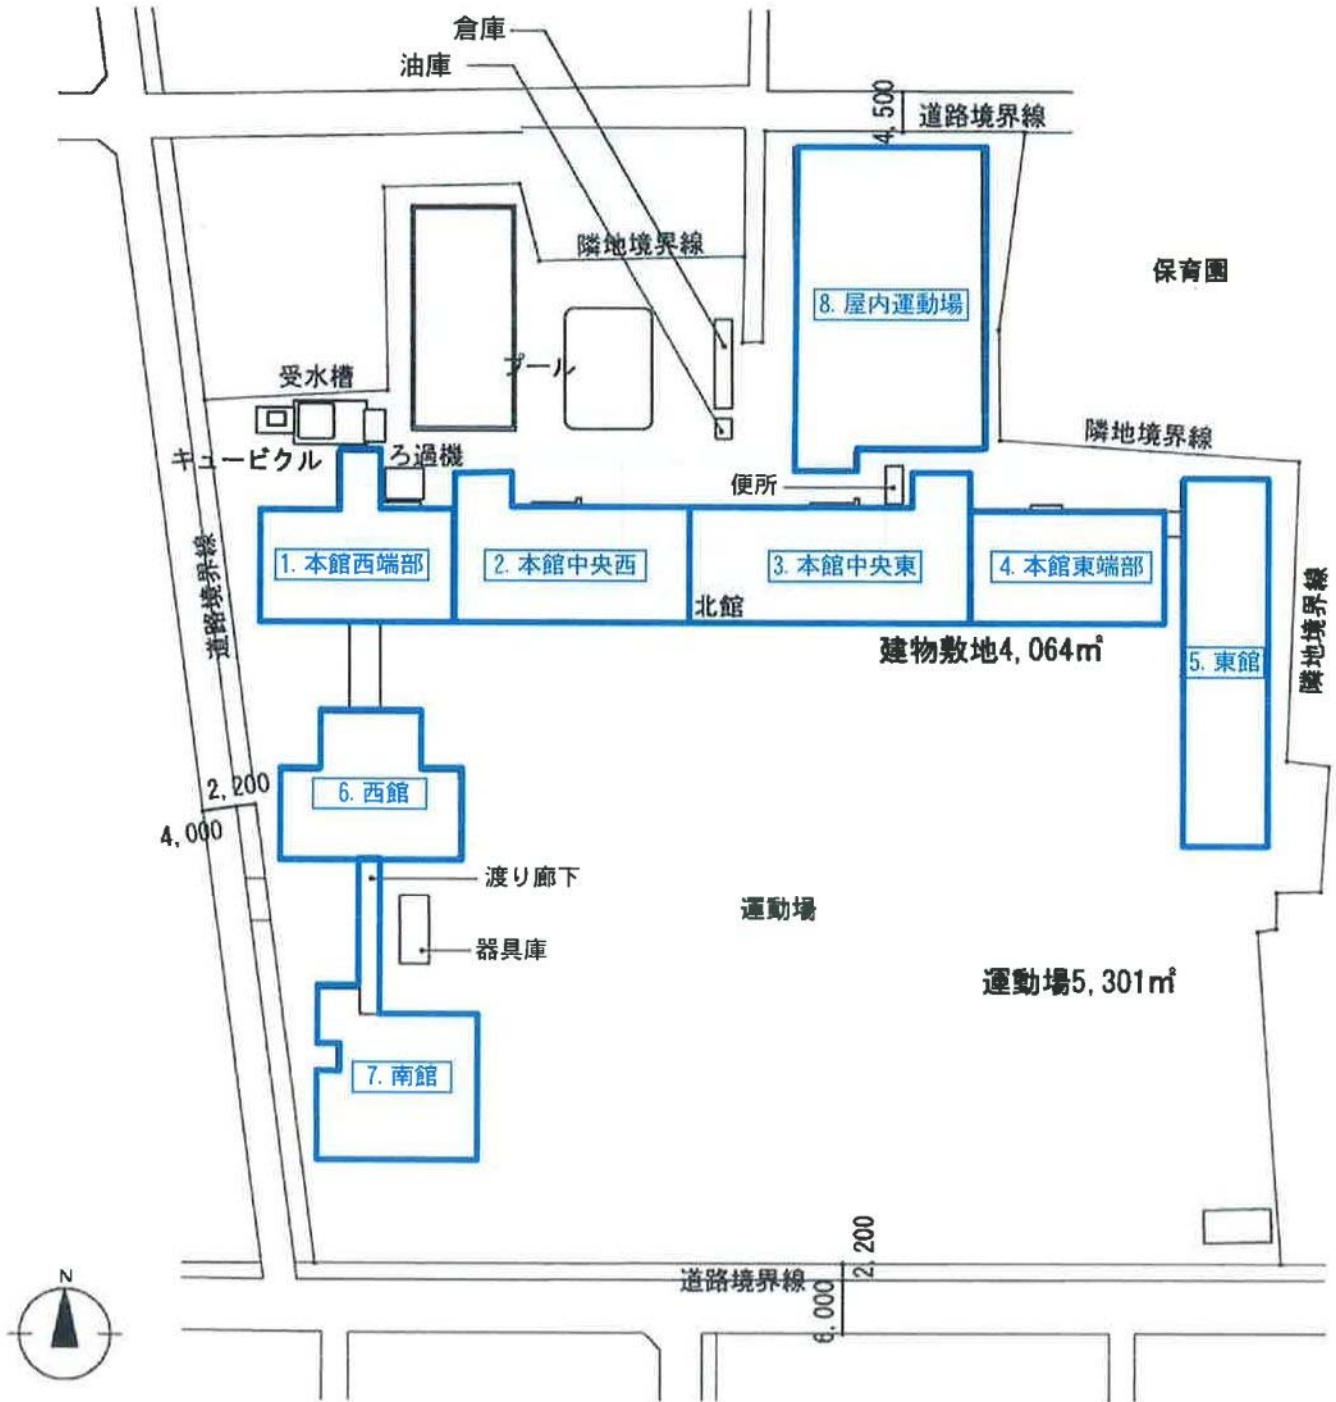 倉庫
油庫
4,500
道路境界線
隣地境界線
保育園
8. 屋内運動場
プール
受水槽
隣地境界線
キュービクル
ろ過機
便所
1. 本館西端部
2. 本館中央西
3. 本館中央東
4. 本館東端部
北館
道路境界線
隣地境界線
建物敷地4,064㎡
5. 東館
2,200
6. 西館
4,000
渡り廊下
運動場
器具庫
運動場5,301㎡
7. 南館
2,200
N
道路境界線
6,000